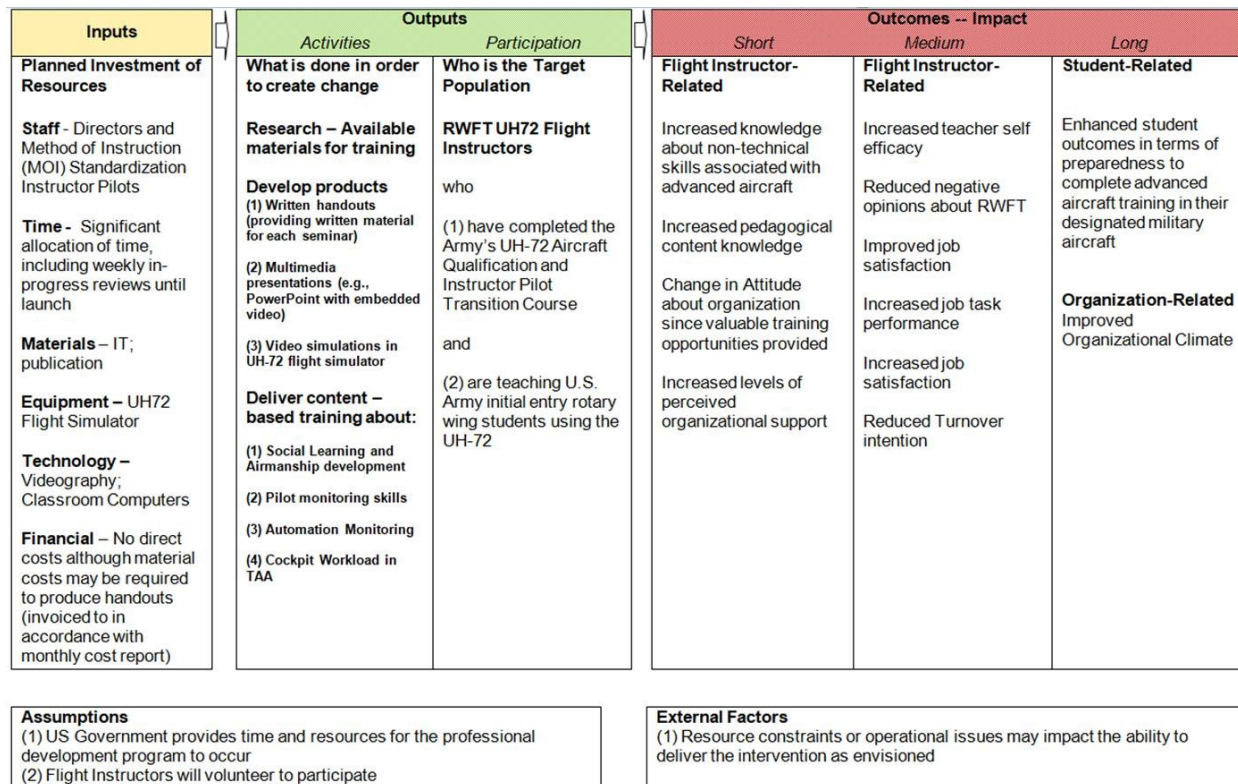 Inputs
Planned Investment of
Resources
Staff - Directors and
Method of Instruction
(MOI) Standardization
Instructor Pilots
Time - Significant
allocation of time,
including weekly in-
progress reviews until
launch
Materials – IT;
publication
Equipment – UH72
Flight Simulator
Technology –
Videography;
Classroom Computers
Financial – No direct
costs although material
costs may be required
to produce handouts
(invoiced to in
accordance with
monthly cost report)
Outputs
Activities
Participation
What is done in order
to create change
Research – Available
materials for training
Develop products
(1) Written handouts
(providing written material
for each seminar)
(2) Multimedia
presentations (e.g.,
PowerPoint with embedded
video)
(3) Video simulations in
UH-72 flight simulator
Deliver content –
based training about:
(1) Social Learning and
Airmanship development
(2) Pilot monitoring skills
(3) Automation Monitoring
(4) Cockpit Workload in
TAA
Who is the Target
Population
RWFT UH72 Flight
Instructors
who
(1) have completed the
Army's UH-72 Aircraft
Qualification and
Instructor Pilot
Transition Course
and
(2) are teaching U.S.
Army initial entry rotary
wing students using the
UH-72
Outcomes -- Impact
Short
Medium
Long
Flight Instructor-
Related
Increased knowledge
about non-technical
skills associated with
advanced aircraft
Increased pedagogical
content knowledge
Change in Attitude
about organization
since valuable training
opportunities provided
Increased levels of
perceived
organizational support
Flight Instructor-
Related
Increased teacher self
efficacy
Reduced negative
opinions about RWFT
Improved job
satisfaction
Increased job task
performance
Increased job
satisfaction
Reduced Turnover
intention
Student-Related
Enhanced student
outcomes in terms of
preparedness to
complete advanced
aircraft training in their
designated military
aircraft
Organization-Related
Improved
Organizational Climate
Assumptions
(1) US Government provides time and resources for the professional
development program to occur
(2) Flight Instructors will volunteer to participate
External Factors
(1) Resource constraints or operational issues may impact the ability to
deliver the intervention as envisioned